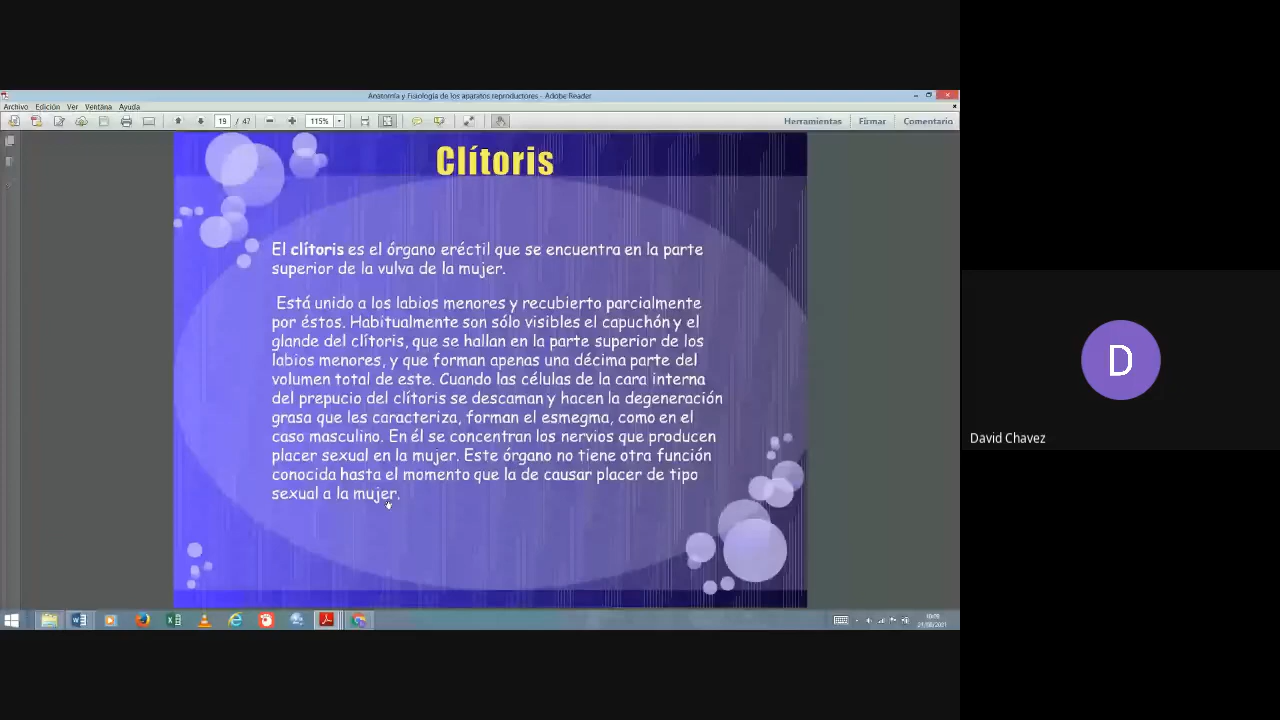 Anatomía y Fisiología de los aparatos reproductores - Adobe Reader
Archivo Edición Ver Ventana Ayuda
19 / 47 115% Herramientas Firmar Comentario
Clítoris
El clítoris es el órgano eréctil que se encuentra en la parte
superior de la vulva de la mujer.
Está unido a los labios menores y recubierto parcialmente
por éstos. Habitualmente son sólo visibles el capuchón y el
glande del clítoris, que se hallan en la parte superior de los
labios menores, y que forman apenas una décima parte del
volumen total de este. Cuando las células de la cara interna
del prepucio del clítoris se descaman y hacen la degeneración
grasa que les caracteriza, forman el esmegma, como en el
caso masculino. En él se concentran los nervios que producen
placer sexual en la mujer. Este órgano no tiene otra función
conocida hasta el momento que la de causar placer de tipo
sexual a la mujer.
D
David Chavez